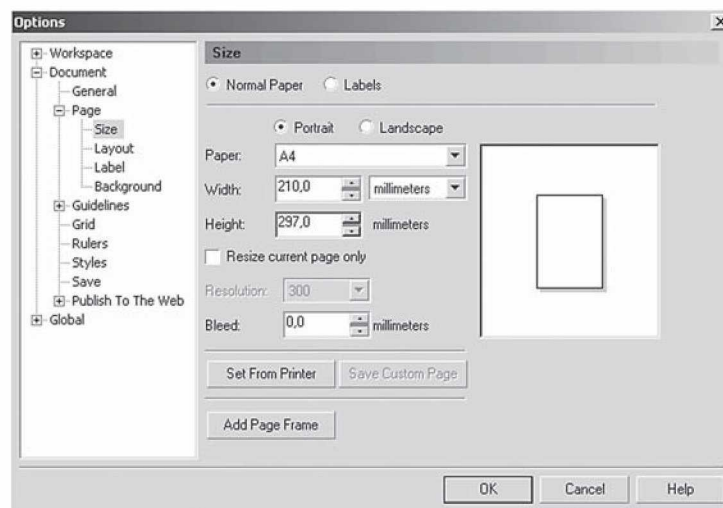 Options
Workspace
Document
General
Page
Size
Layout
Label
Background
Guidelines
Grid
Rulers
Styles
Save
Publish To The Web
Global
Size
Normal Paper Labels
Portrait Landscape
Paper: A4
Width: 210,0 millimeters
Height: 297,0 millimeters
Resize current page only
Resolution: 300
Bleed: 0,0 millimeters
Set From Printer Save Custom Page
Add Page Frame
OK Cancel Help